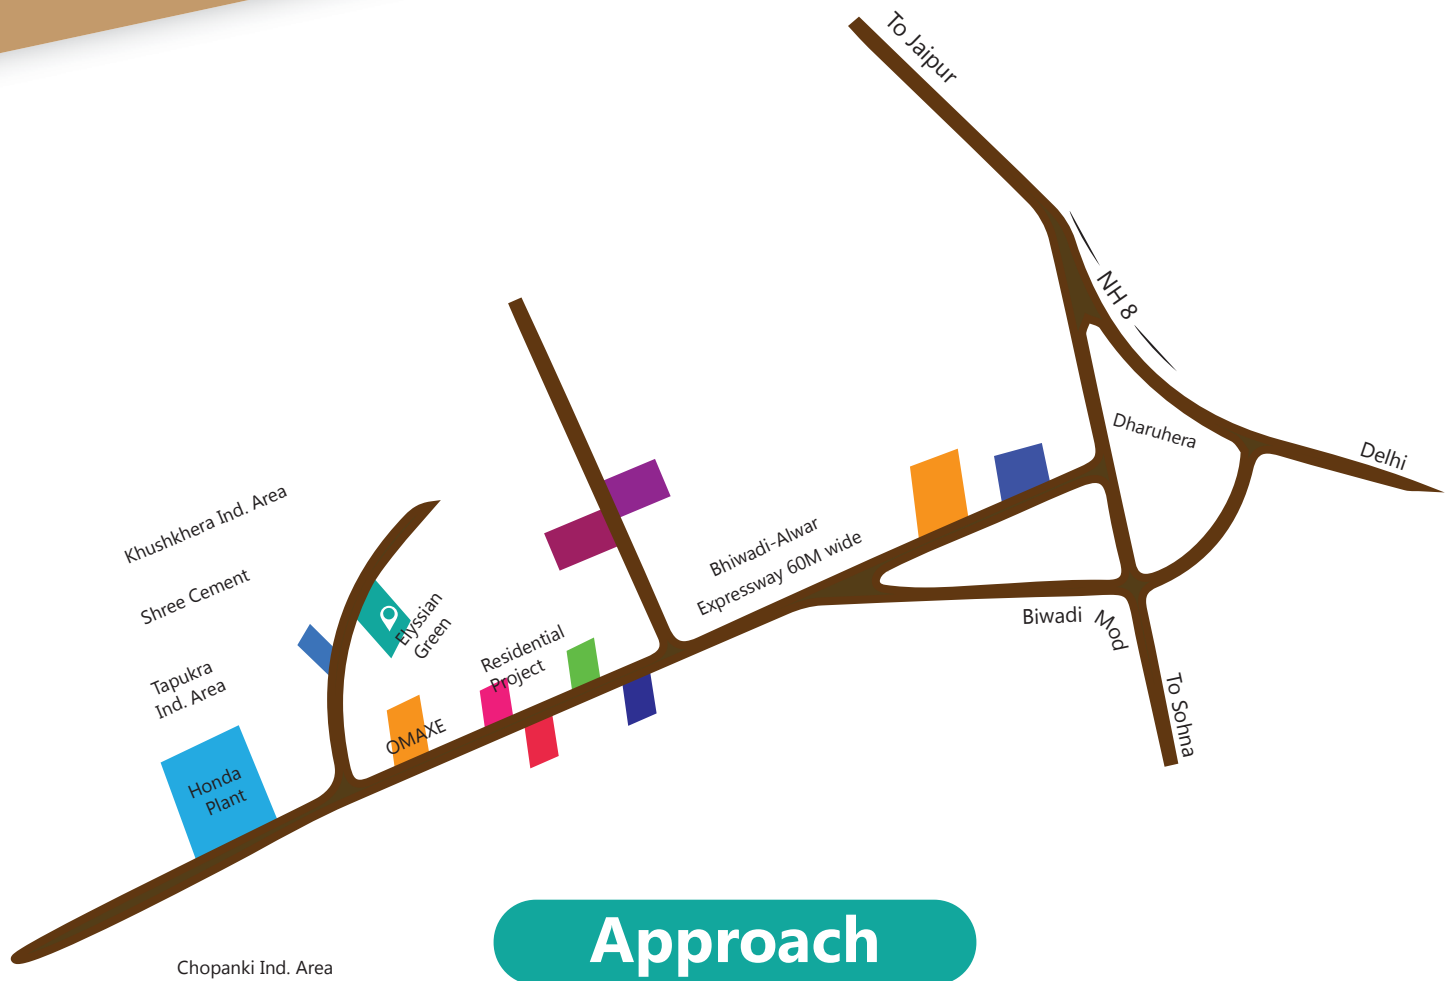 To Jaipur
NH 8
Dharuhera
Delhi
Khushkhera Ind. Area
Bhiwadi-Alwar
Expressway 60M wide
Shree Cement
Elyssian
Green
Biwadi Mod
Residential
Project
Tapukra
Ind. Area
To Sohna
OMAXE
Honda
Plant
Approach
Chopanki Ind. Area